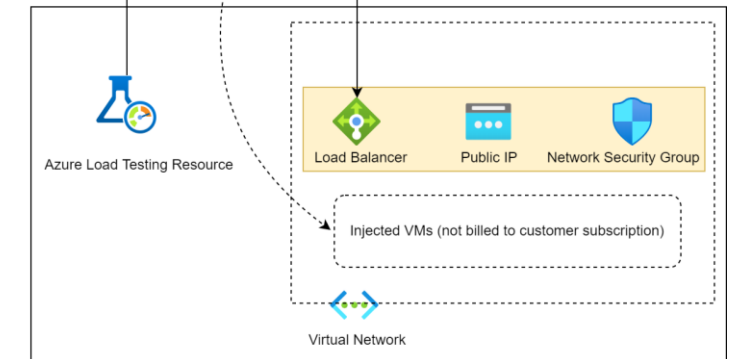 Azure Load Testing Resource
Load Balancer
Public IP
Network Security Group
Injected VMs (not billed to customer subscription)
Virtual Network